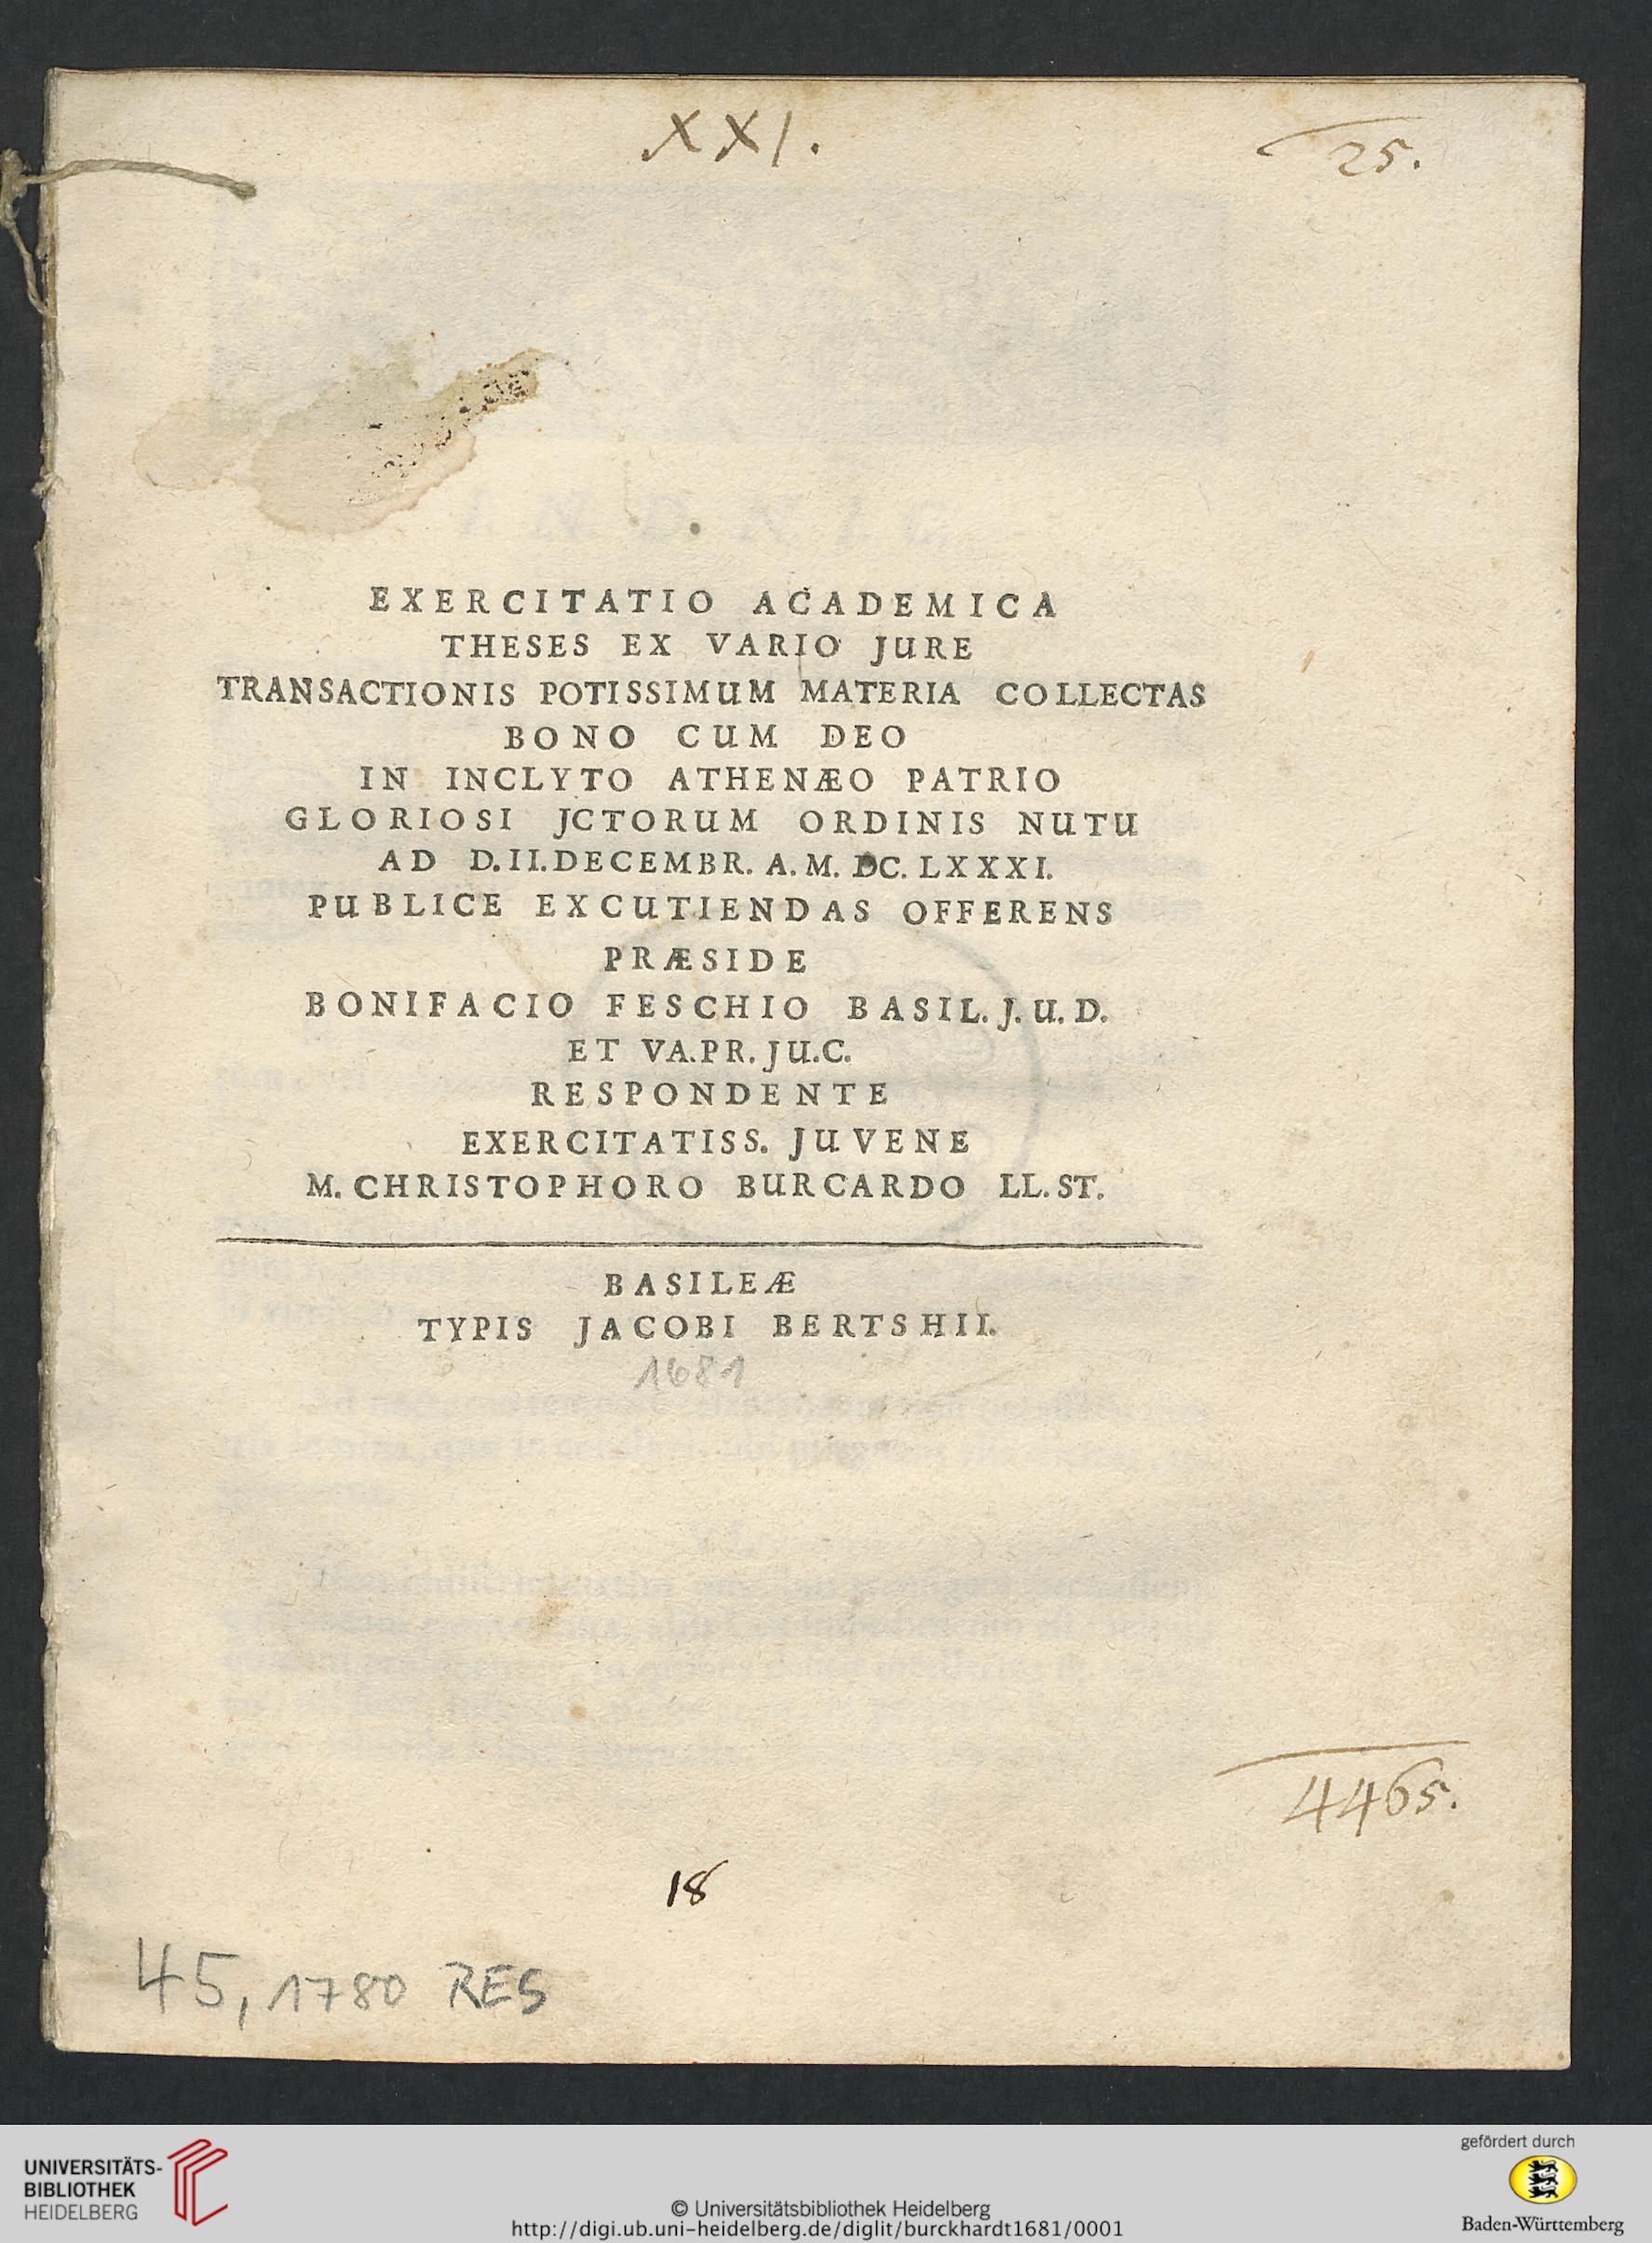 XXI.
25.
EXERCITATIO ACADEMICA
THESES EX VARIO JURE
TRANSACTIONIS POTISSIMUM MATERIA COLLECTAS
BONO CUM DEO
IN INCLYTO ATHENÆO PATRIO
GLORIOSI JCTORUM ORDINIS NUTU
AD D. II. DECEMBR. A. M. DC. LXXXI.
PUBLICE EXCUTIENDAS OFFERENS
PRÆSIDE
BONIFACIO FESCHIO BASIL. J. U. D.
ET VA. PR. JU. C.
RESPONDENTE
EXERCITATISS. JUVENE
M. CHRISTOPHORO BURCARDO LL. ST.
BASILEÆ
TYPIS JACOBI BERTSHII.
1681
4465.
18
45, 1780 RES
UNIVERSITÄTS-
BIBLIOTHEK
HEIDELBERG
© Universitätsbibliothek Heidelberg
http://digi.ub.uni-heidelberg.de/diglit/burckhardt1681/0001
gefördert durch
Baden-Württemberg